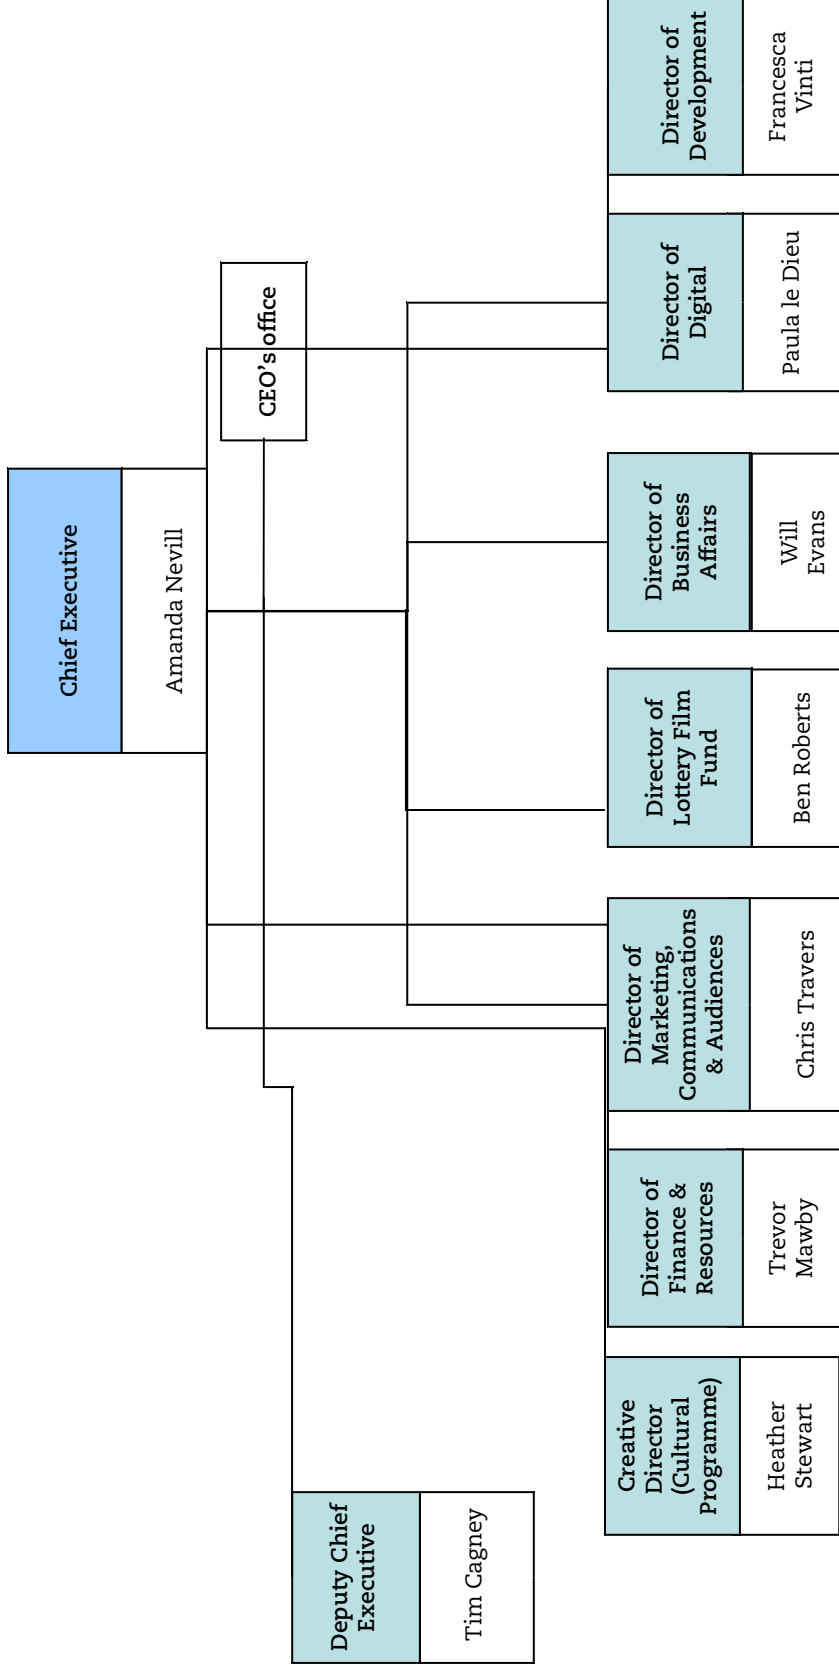 Chief Executive
Amanda Nevill
CEO’s office
Deputy Chief
Executive
Tim Cagney
Creative
Director
(Cultural
Programme)
Heather
Stewart
Director of
Finance &
Resources
Trevor
Mawby
Director of
Marketing,
Communications
& Audiences
Chris Travers
Director of
Lottery Film
Fund
Ben Roberts
Director of
Business
Affairs
Will
Evans
Director of
Digital
Paula le Dieu
Director of
Development
Francesca
Vinti